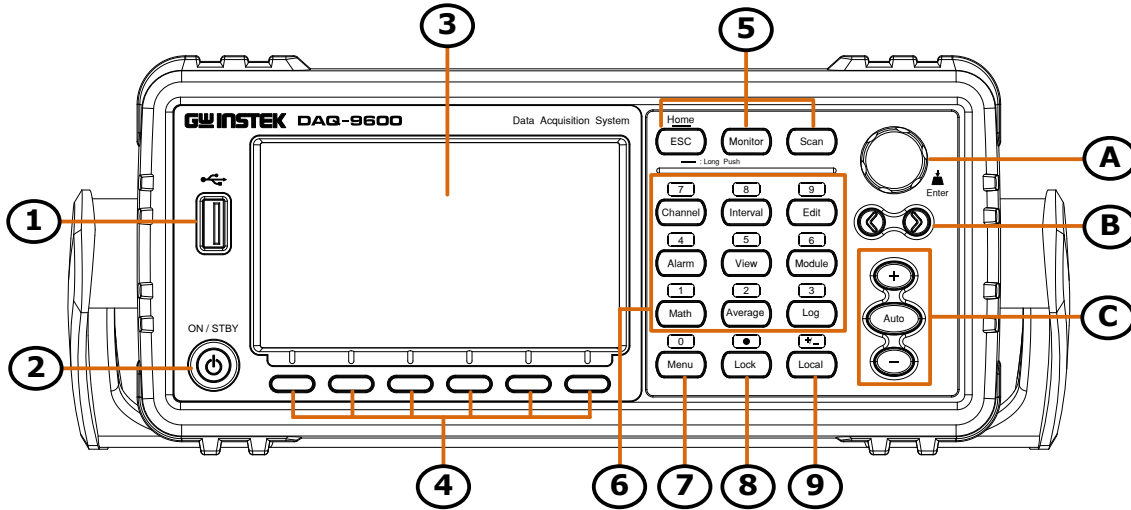 3
5
GW INSTEK DAQ-9600
Data Acquisition System
Home
ESC Monitor Scan
: Long Push
A
Enter
1
7 8 9
Channel Interval Edit
B
4 5 6
Alarm View Module
+
1 2 3
Math Average Log
Auto
C
ON / STBY
0 ● +-
Menu Lock Local
−
2
4
6
7
8
9